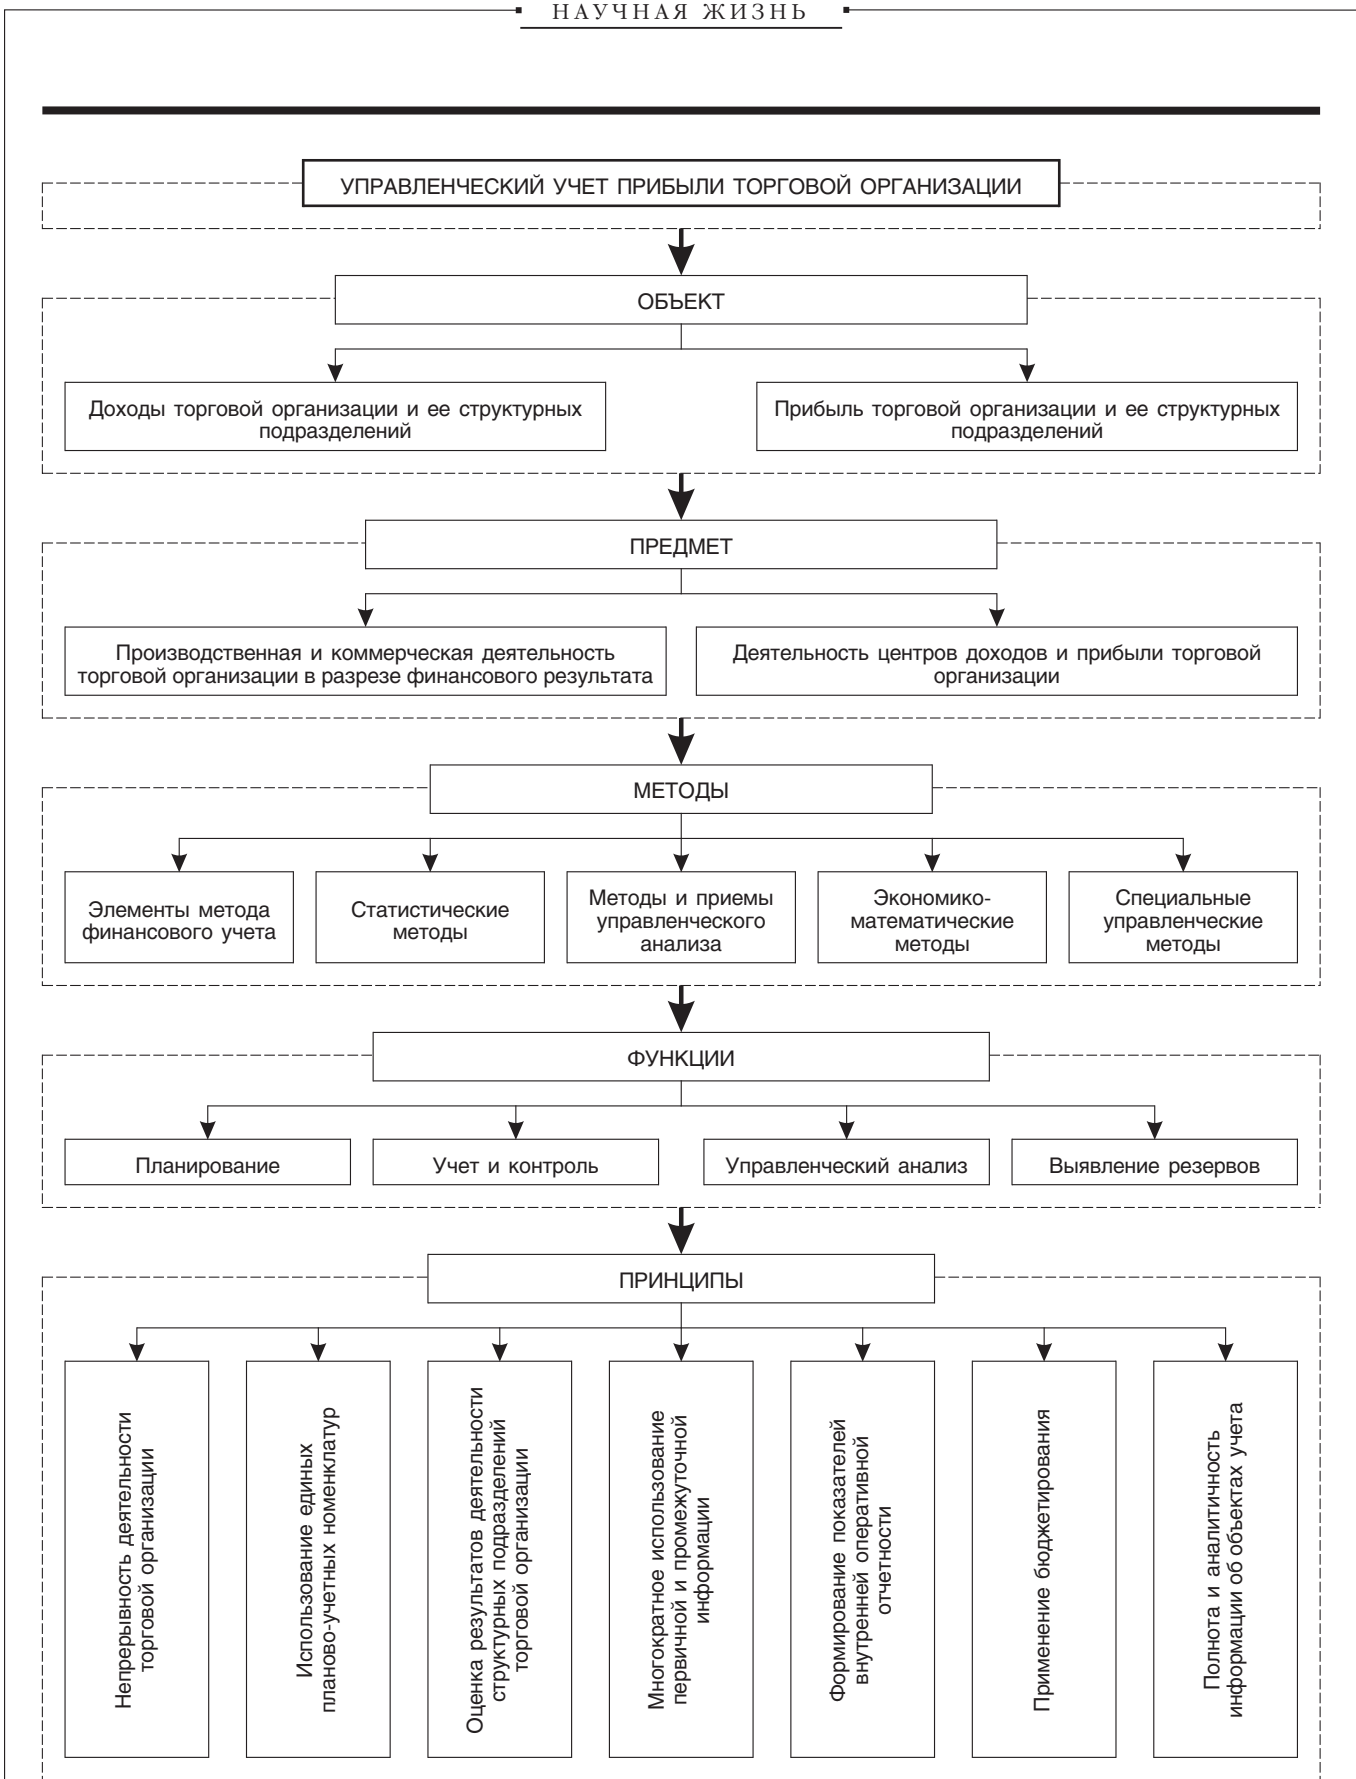 НАУЧНАЯ ЖИЗНЬ
УПРАВЛЕНЧЕСКИЙ УЧЕТ ПРИБЫЛИ ТОРГОВОЙ ОРГАНИЗАЦИИ
ОБЪЕКТ
Доходы торговой организации и ее структурных
подразделений
Прибыль торговой организации и ее структурных
подразделений
ПРЕДМЕТ
Производственная и коммерческая деятельность
торговой организации в разрезе финансового результата
Деятельность центров доходов и прибыли торговой
организации
МЕТОДЫ
Элементы метода
финансового учета
Статистические
методы
Методы и приемы
управленческого
анализа
Экономико-
математические
методы
Специальные
управленческие
методы
ФУНКЦИИ
Планирование
Учет и контроль
Управленческий анализ
Выявление резервов
ПРИНЦИПЫ
Непрерывность деятельности
торговой организации
Использование единых
планово-учетных номенклатур
Оценка результатов деятельности
структурных подразделений
торговой организации
Многократное использование
первичной и промежуточной
информации
Формирование показателей
внутренней оперативной
отчетности
Применение бюджетирования
Полнота и аналитичность
информации об объектах учета